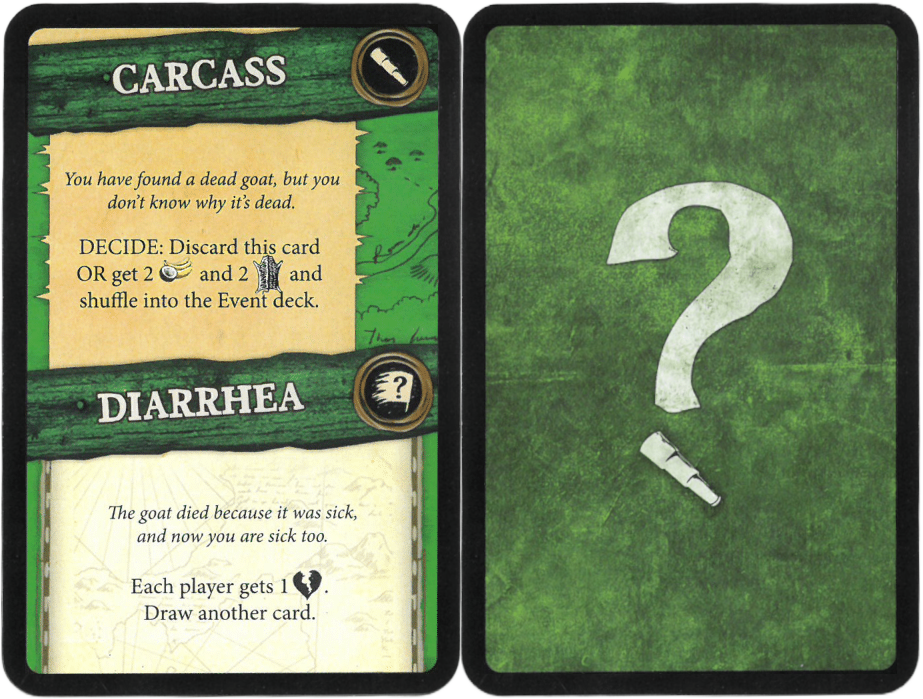 CARCASS
You have found a dead goat, but you
don't know why it's dead.
DECIDE: Discard this card
OR get 2 and 2 and
shuffle into the Event deck.
?
DIARRHEA
The goat died because it was sick,
and now you are sick too.
Each player gets 1 .
Draw another card.
?